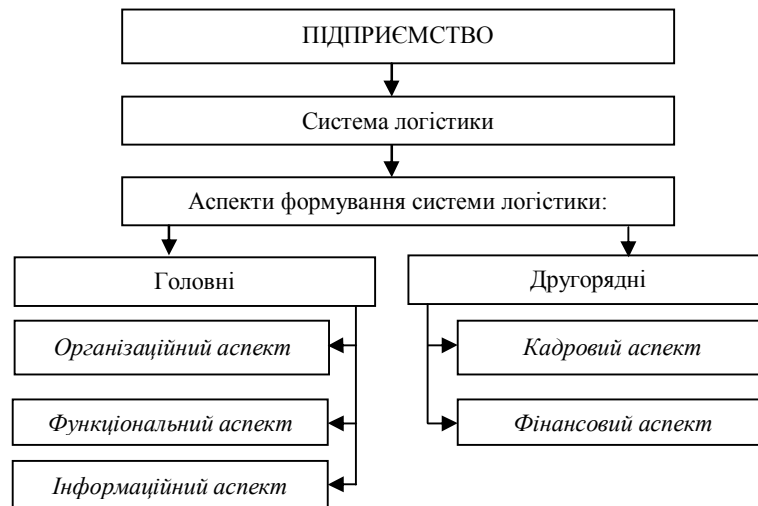 ПІДПРИЄМСТВО
Система логістики
Аспекти формування системи логістики:
Головні
Другорядні
Організаційний аспект
Кадровий аспект
Функціональний аспект
Фінансовий аспект
Інформаційний аспект